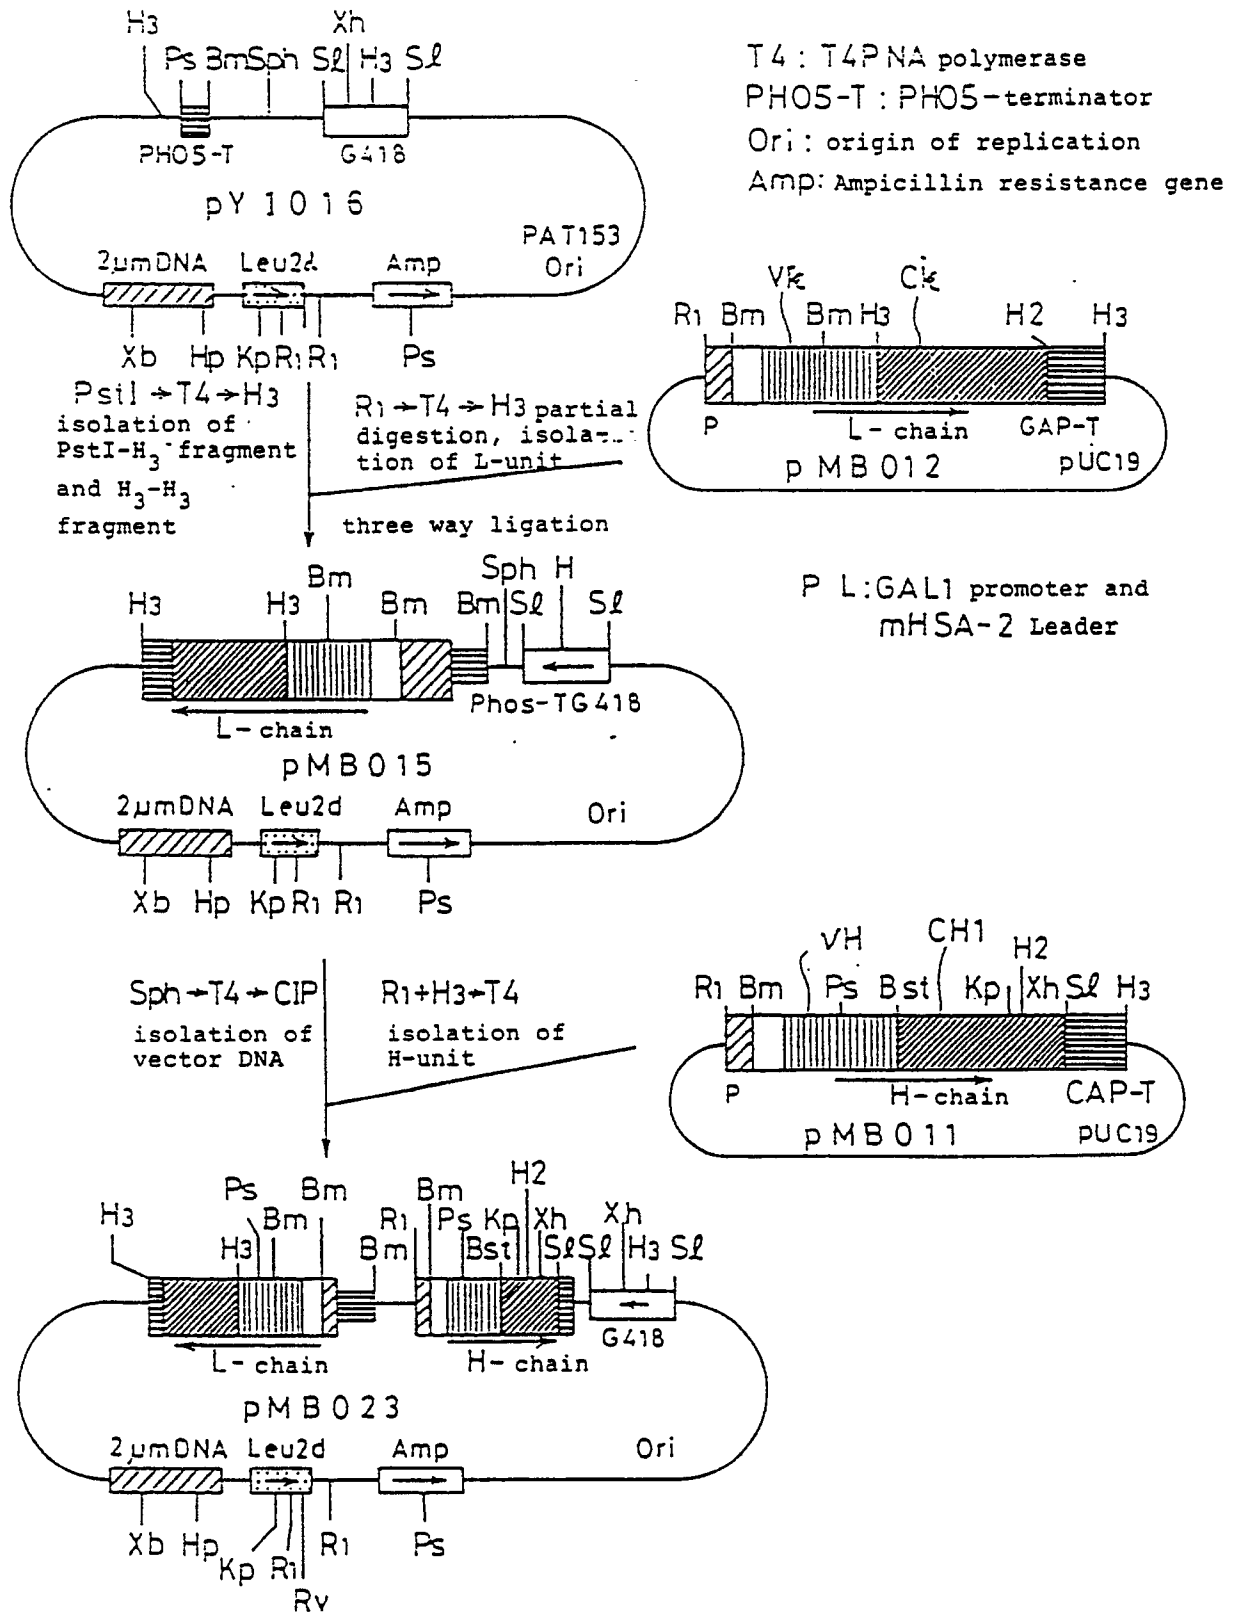 H3 Xh
Ps Bm Sph Sl H3 Sl
PHO5-T G418
pY1016
PAT153
2μmDNA Leu2d Amp Ori
Xb Hp Kp R1 R1 Ps
T4 : T4PNA polymerase
PHO5-T : PHO5-terminator
Ori : origin of replication
Amp: Ampicillin resistance gene
Vκ Cκ
R1 Bm Bm H3 H2 H3
P L-chain GAP-T
pMB012 pUC19
PstI→T4→H3
isolation of
PstI-H3 fragment
and H3-H3
fragment
R1→T4→H3 partial
digestion, isola-
tion of L-unit
three way ligation
P L:GAL1 promoter and
mHSA-2 Leader
Bm Sph H
H3 H3 Bm Bm Sl Sl
Phos-TG418
L-chain
pMB015
2μmDNA Leu2d Amp Ori
Xb Hp Kp R1 R1 Ps
Sph→T4→CIP
isolation of
vector DNA
R1+H3→T4
isolation of
H-unit
VH CH1 H2
R1 Bm Ps Bst Kp Xh Sl H3
P H-chain CAP-T
pMB011 pUC19
Ps Bm Bm H2
H3 Bm R1 Ps Kp Xh Xh
H3 Bm Bst Sl Sl H3 Sl
G418
L-chain H-chain
pMB023
2μmDNA Leu2d Amp Ori
Xb Hp Kp R1 R1 Ps
Rv